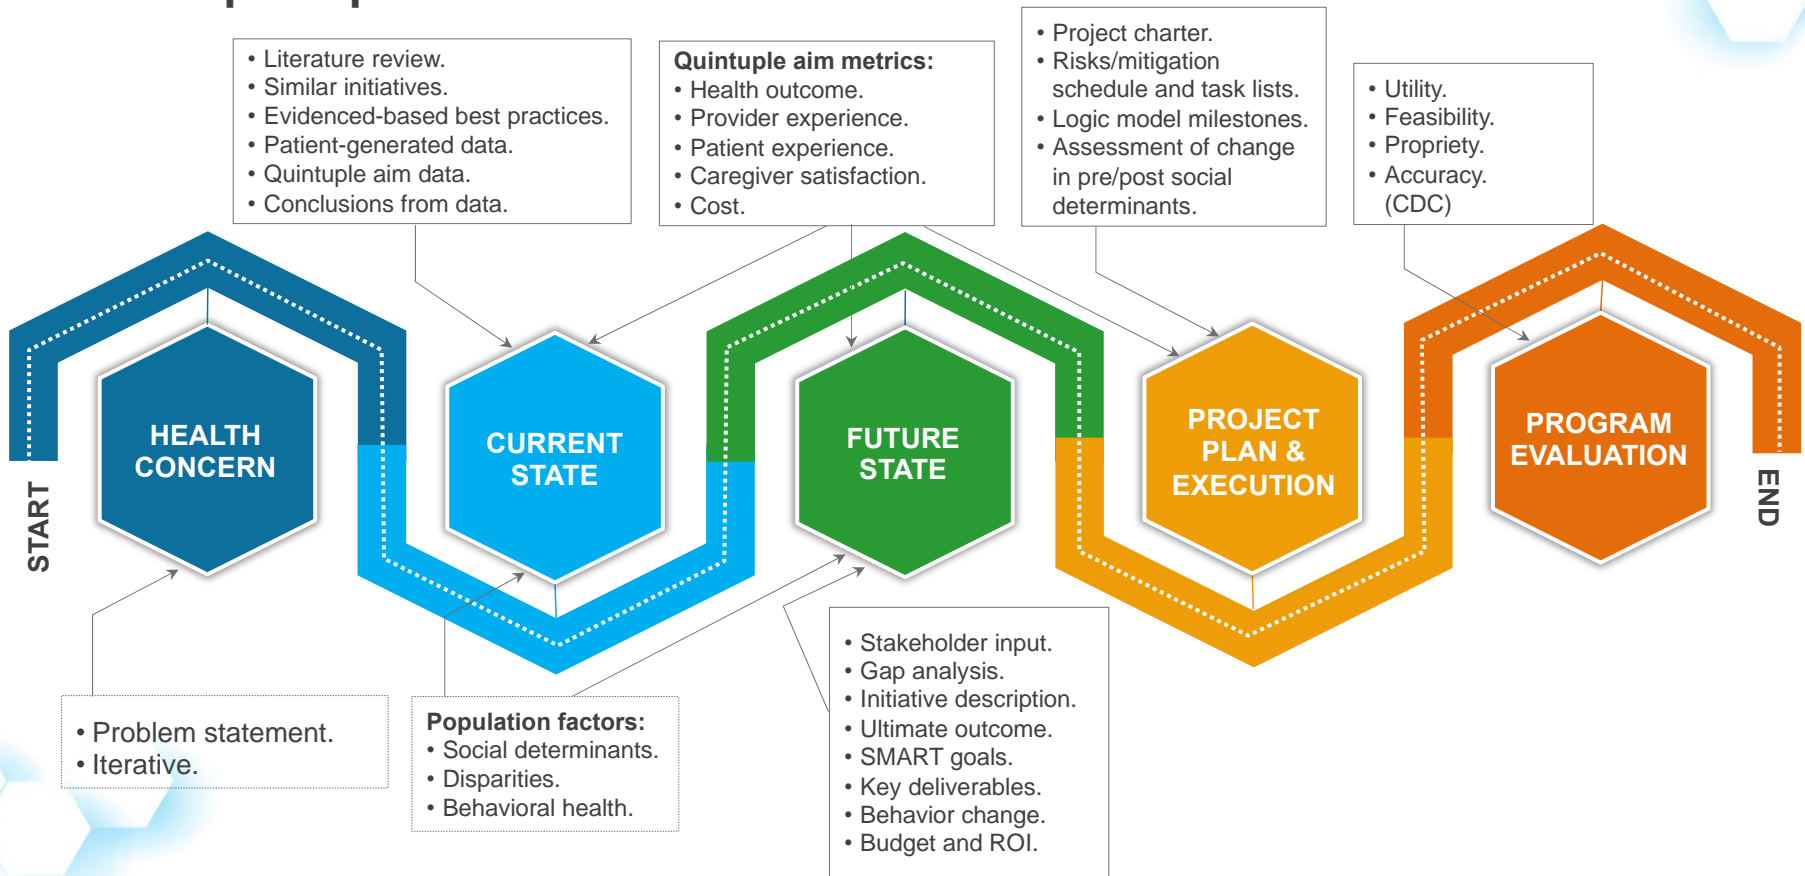 • Literature review.
• Similar initiatives.
• Evidenced-based best practices.
• Patient-generated data.
• Quintuple aim data.
• Conclusions from data.
Quintuple aim metrics:
• Health outcome.
• Provider experience.
• Patient experience.
• Caregiver satisfaction.
• Cost.
• Project charter.
• Risks/mitigation
schedule and task lists.
• Logic model milestones.
• Assessment of change
in pre/post social
determinants.
• Utility.
• Feasibility.
• Propriety.
• Accuracy.
(CDC)
START
HEALTH
CONCERN
CURRENT
STATE
FUTURE
STATE
PROJECT
PLAN &
EXECUTION
PROGRAM
EVALUATION
END
• Problem statement.
• Iterative.
Population factors:
• Social determinants.
• Disparities.
• Behavioral health.
• Stakeholder input.
• Gap analysis.
• Initiative description.
• Ultimate outcome.
• SMART goals.
• Key deliverables.
• Behavior change.
• Budget and ROI.